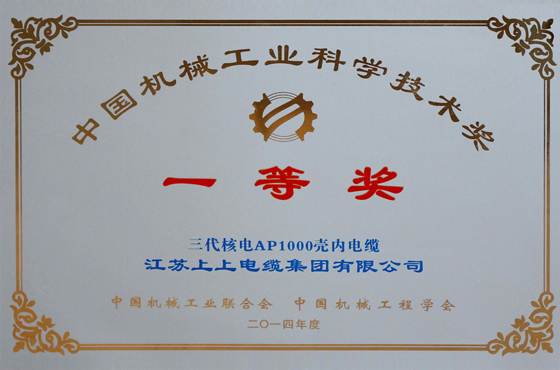 中国机械工业科学技术奖
一等奖
三代核电AP1000壳内电缆
江苏上上电缆集团有限公司
中国机械工业联合会 中国机械工程学会
二〇一四年度